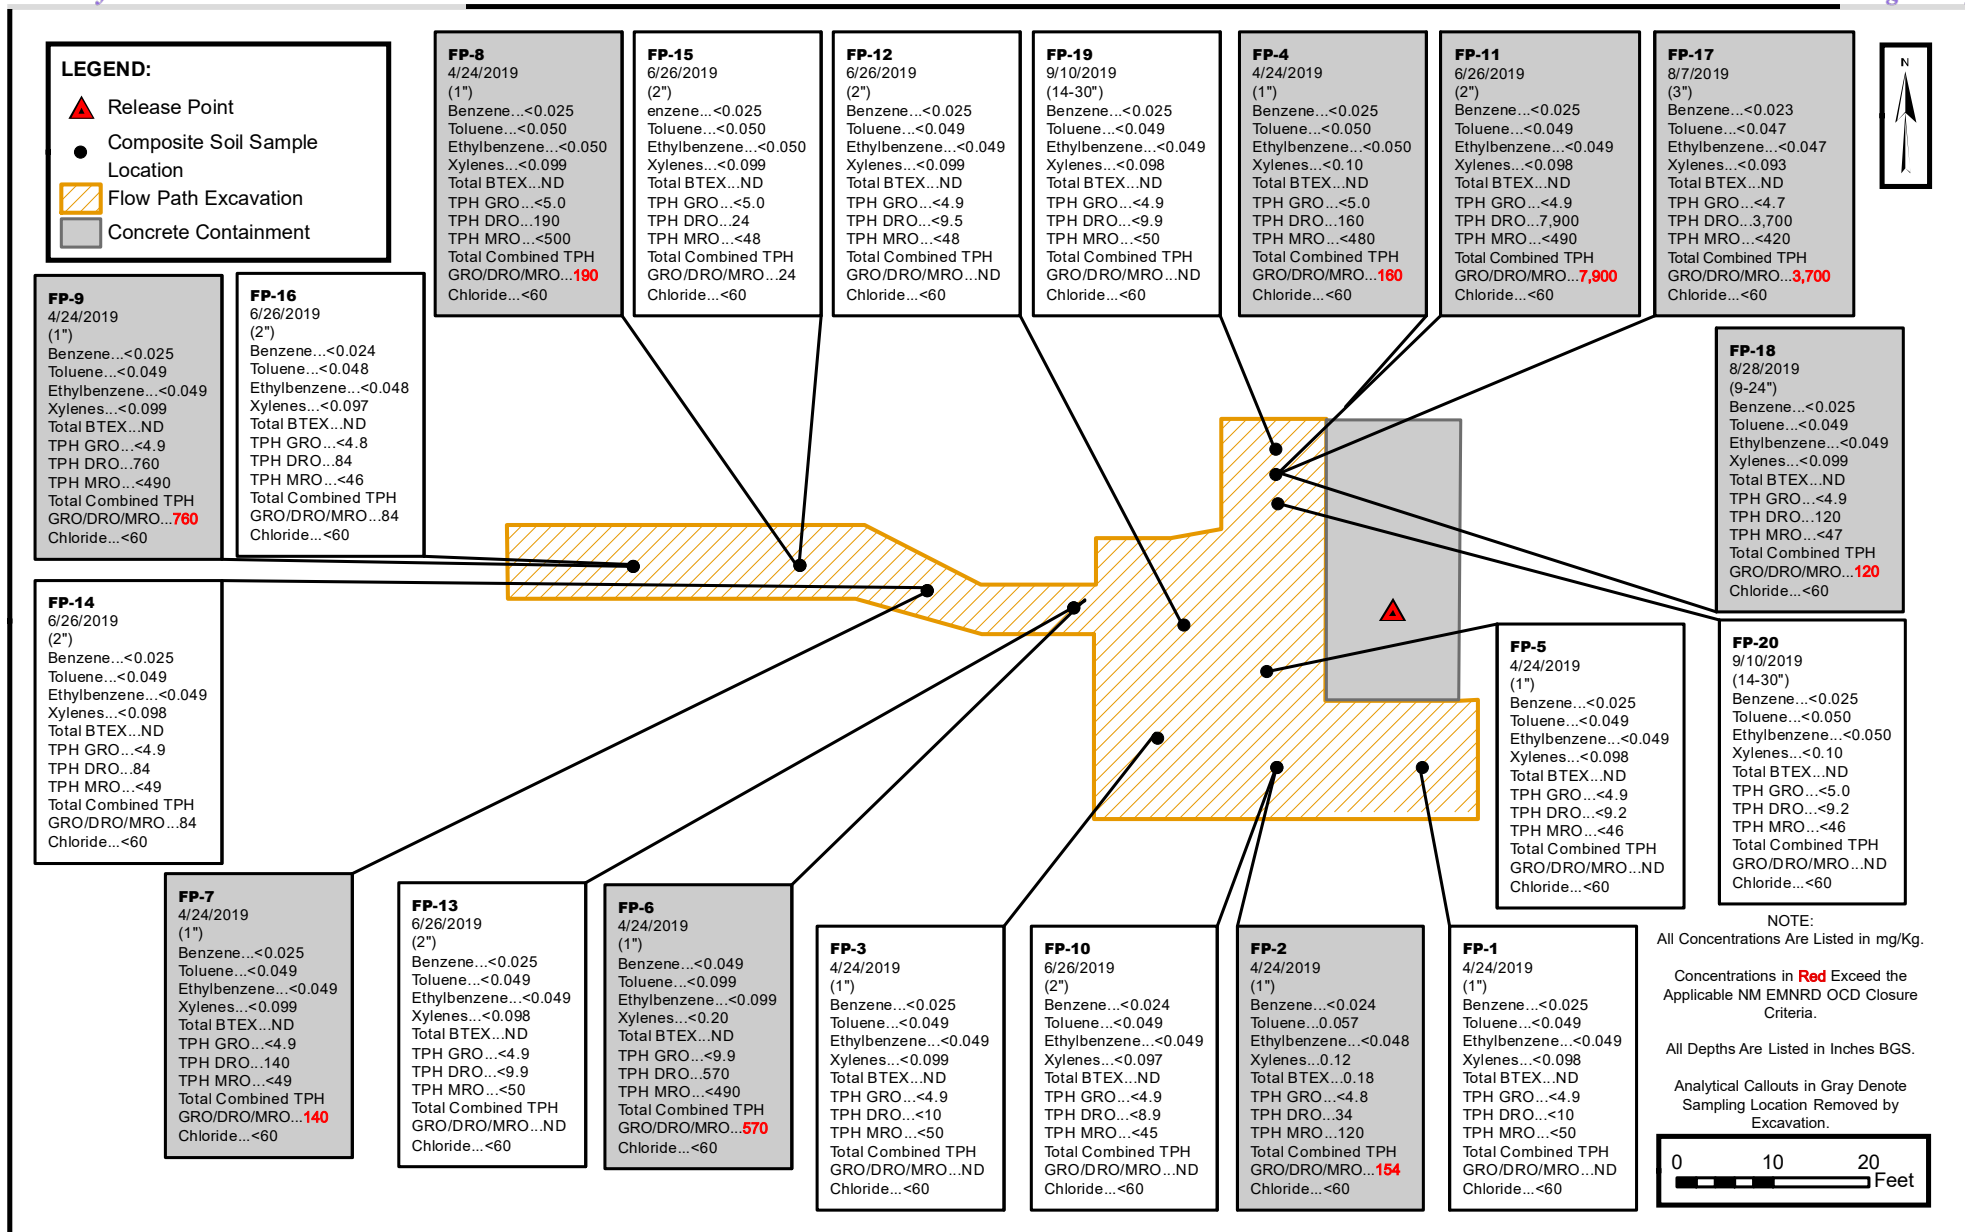 LEGEND:
Release Point
Composite Soil Sample
Location
Flow Path Excavation
Concrete Containment
FP-8
4/24/2019
(1")
Benzene...<0.025
Toluene...<0.050
Ethylbenzene...<0.050
Xylenes...<0.099
Total BTEX...ND
TPH GRO...<5.0
TPH DRO...190
TPH MRO...<500
Total Combined TPH
GRO/DRO/MRO...190
Chloride...<60
FP-15
6/26/2019
(2")
enzene...<0.025
Toluene...<0.050
Ethylbenzene...<0.050
Xylenes...<0.099
Total BTEX...ND
TPH GRO...<5.0
TPH DRO...24
TPH MRO...<48
Total Combined TPH
GRO/DRO/MRO...24
Chloride...<60
FP-12
6/26/2019
(2")
Benzene...<0.025
Toluene...<0.049
Ethylbenzene...<0.049
Xylenes...<0.099
Total BTEX...ND
TPH GRO...<4.9
TPH DRO...<9.5
TPH MRO...<48
Total Combined TPH
GRO/DRO/MRO...ND
Chloride...<60
FP-19
9/10/2019
(14-30")
Benzene...<0.025
Toluene...<0.049
Ethylbenzene...<0.049
Xylenes...<0.098
Total BTEX...ND
TPH GRO...<4.9
TPH DRO...<9.9
TPH MRO...<50
Total Combined TPH
GRO/DRO/MRO...ND
Chloride...<60
FP-4
4/24/2019
(1")
Benzene...<0.025
Toluene...<0.050
Ethylbenzene...<0.050
Xylenes...<0.10
Total BTEX...ND
TPH GRO...<5.0
TPH DRO...160
TPH MRO...<480
Total Combined TPH
GRO/DRO/MRO...160
Chloride...<60
FP-11
6/26/2019
(2")
Benzene...<0.025
Toluene...<0.049
Ethylbenzene...<0.049
Xylenes...<0.098
Total BTEX...ND
TPH GRO...<4.9
TPH DRO...7,900
TPH MRO...<490
Total Combined TPH
GRO/DRO/MRO...7,900
Chloride...<60
FP-17
8/7/2019
(3")
Benzene...<0.023
Toluene...<0.047
Ethylbenzene...<0.047
Xylenes...<0.093
Total BTEX...ND
TPH GRO...<4.7
TPH DRO...3,700
TPH MRO...<420
Total Combined TPH
GRO/DRO/MRO...3,700
Chloride...<60
N
FP-9
4/24/2019
(1")
Benzene...<0.025
Toluene...<0.049
Ethylbenzene...<0.049
Xylenes...<0.099
Total BTEX...ND
TPH GRO...<4.9
TPH DRO...760
TPH MRO...<490
Total Combined TPH
GRO/DRO/MRO...760
Chloride...<60
FP-16
6/26/2019
(2")
Benzene...<0.024
Toluene...<0.048
Ethylbenzene...<0.048
Xylenes...<0.097
Total BTEX...ND
TPH GRO...<4.8
TPH DRO...84
TPH MRO...<46
Total Combined TPH
GRO/DRO/MRO...84
Chloride...<60
FP-18
8/28/2019
(9-24")
Benzene...<0.025
Toluene...<0.049
Ethylbenzene...<0.049
Xylenes...<0.099
Total BTEX...ND
TPH GRO...<4.9
TPH DRO...120
TPH MRO...<47
Total Combined TPH
GRO/DRO/MRO...120
Chloride...<60
FP-14
6/26/2019
(2")
Benzene...<0.025
Toluene...<0.049
Ethylbenzene...<0.049
Xylenes...<0.098
Total BTEX...ND
TPH GRO...<4.9
TPH DRO...84
TPH MRO...<49
Total Combined TPH
GRO/DRO/MRO...84
Chloride...<60
FP-5
4/24/2019
(1")
Benzene...<0.025
Toluene...<0.049
Ethylbenzene...<0.049
Xylenes...<0.098
Total BTEX...ND
TPH GRO...<4.9
TPH DRO...<9.2
TPH MRO...<46
Total Combined TPH
GRO/DRO/MRO...ND
Chloride...<60
FP-20
9/10/2019
(14-30")
Benzene...<0.025
Toluene...<0.050
Ethylbenzene...<0.050
Xylenes...<0.10
Total BTEX...ND
TPH GRO...<5.0
TPH DRO...<9.2
TPH MRO...<46
Total Combined TPH
GRO/DRO/MRO...ND
Chloride...<60
FP-7
4/24/2019
(1")
Benzene...<0.025
Toluene...<0.049
Ethylbenzene...<0.049
Xylenes...<0.099
Total BTEX...ND
TPH GRO...<4.9
TPH DRO...140
TPH MRO...<49
Total Combined TPH
GRO/DRO/MRO...140
Chloride...<60
FP-13
6/26/2019
(2")
Benzene...<0.025
Toluene...<0.049
Ethylbenzene...<0.049
Xylenes...<0.098
Total BTEX...ND
TPH GRO...<4.9
TPH DRO...<9.9
TPH MRO...<50
Total Combined TPH
GRO/DRO/MRO...ND
Chloride...<60
FP-6
4/24/2019
(1")
Benzene...<0.049
Toluene...<0.099
Ethylbenzene...<0.099
Xylenes...<0.20
Total BTEX...ND
TPH GRO...<9.9
TPH DRO...570
TPH MRO...<490
Total Combined TPH
GRO/DRO/MRO...570
Chloride...<60
FP-3
4/24/2019
(1")
Benzene...<0.025
Toluene...<0.049
Ethylbenzene...<0.049
Xylenes...<0.099
Total BTEX...ND
TPH GRO...<4.9
TPH DRO...<10
TPH MRO...<50
Total Combined TPH
GRO/DRO/MRO...ND
Chloride...<60
FP-10
6/26/2019
(2")
Benzene...<0.024
Toluene...<0.049
Ethylbenzene...<0.049
Xylenes...<0.097
Total BTEX...ND
TPH GRO...<4.9
TPH DRO...<8.9
TPH MRO...<45
Total Combined TPH
GRO/DRO/MRO...ND
Chloride...<60
FP-2
4/24/2019
(1")
Benzene...<0.024
Toluene...0.057
Ethylbenzene...<0.048
Xylenes...0.12
Total BTEX...0.18
TPH GRO...<4.8
TPH DRO...34
TPH MRO...120
Total Combined TPH
GRO/DRO/MRO...154
Chloride...<60
FP-1
4/24/2019
(1")
Benzene...<0.025
Toluene...<0.049
Ethylbenzene...<0.049
Xylenes...<0.098
Total BTEX...ND
TPH GRO...<4.9
TPH DRO...<10
TPH MRO...<50
Total Combined TPH
GRO/DRO/MRO...ND
Chloride...<60
NOTE:
All Concentrations Are Listed in mg/Kg.
Concentrations in Red Exceed the
Applicable NM EMNRD OCD Closure
Criteria.
All Depths Are Listed in Inches BGS.
Analytical Callouts in Gray Denote
Sampling Location Removed by
Excavation.
0 10 20
Feet